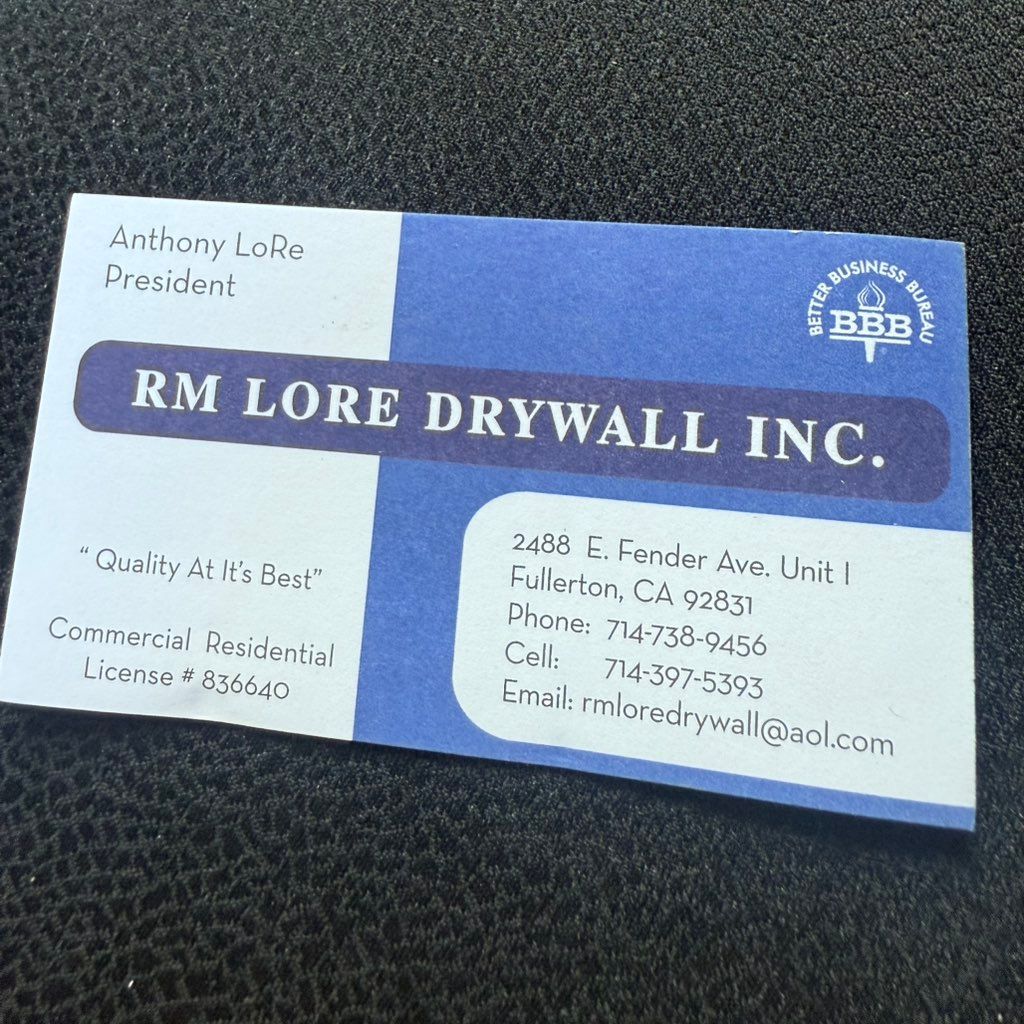 Anthony LoRe
President
BETTER BUSINESS BUREAU
BBB
®
RM LORE DRYWALL INC.
“ Quality At It’s Best”
Commercial Residential
License # 836640
2488 E. Fender Ave. Unit I
Fullerton, CA 92831
Phone: 714-738-9456
Cell: 714-397-5393
Email: rmloredrywall@aol.com